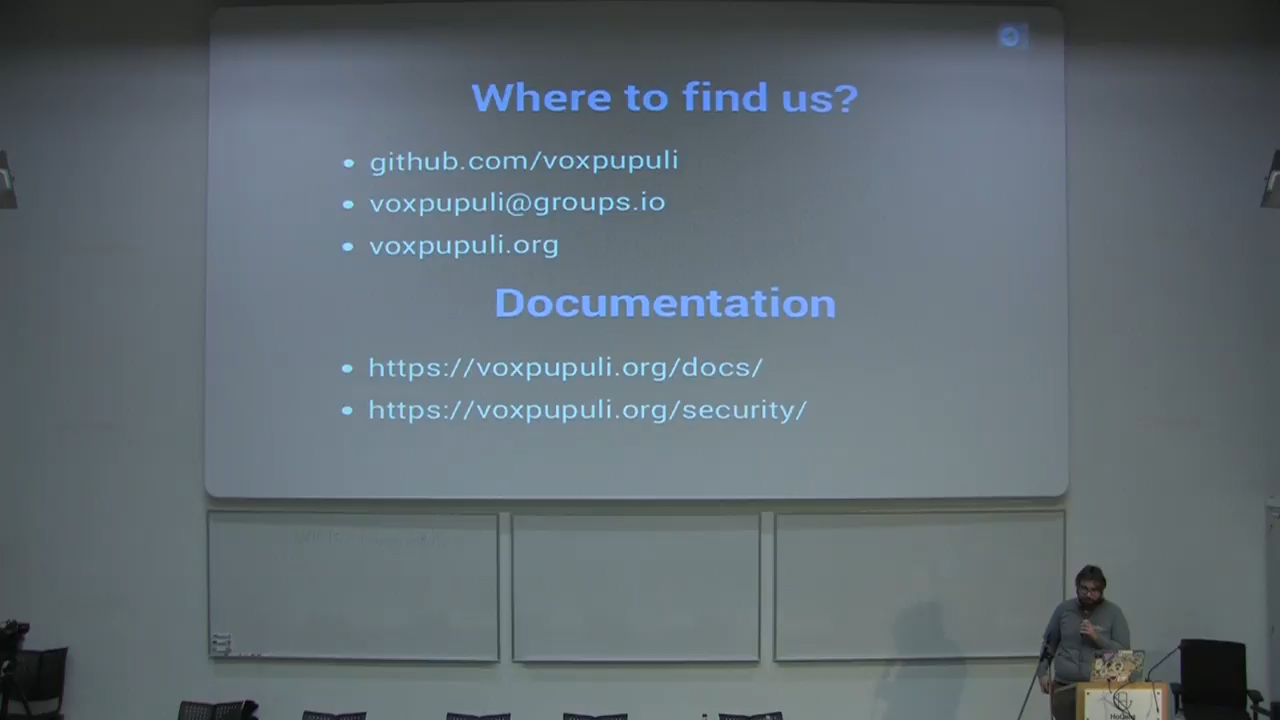 Where to find us?
github.com/voxpupuli
voxpupuli@groups.io
voxpupuli.org
Documentation
https://voxpupuli.org/docs/
https://voxpupuli.org/security/